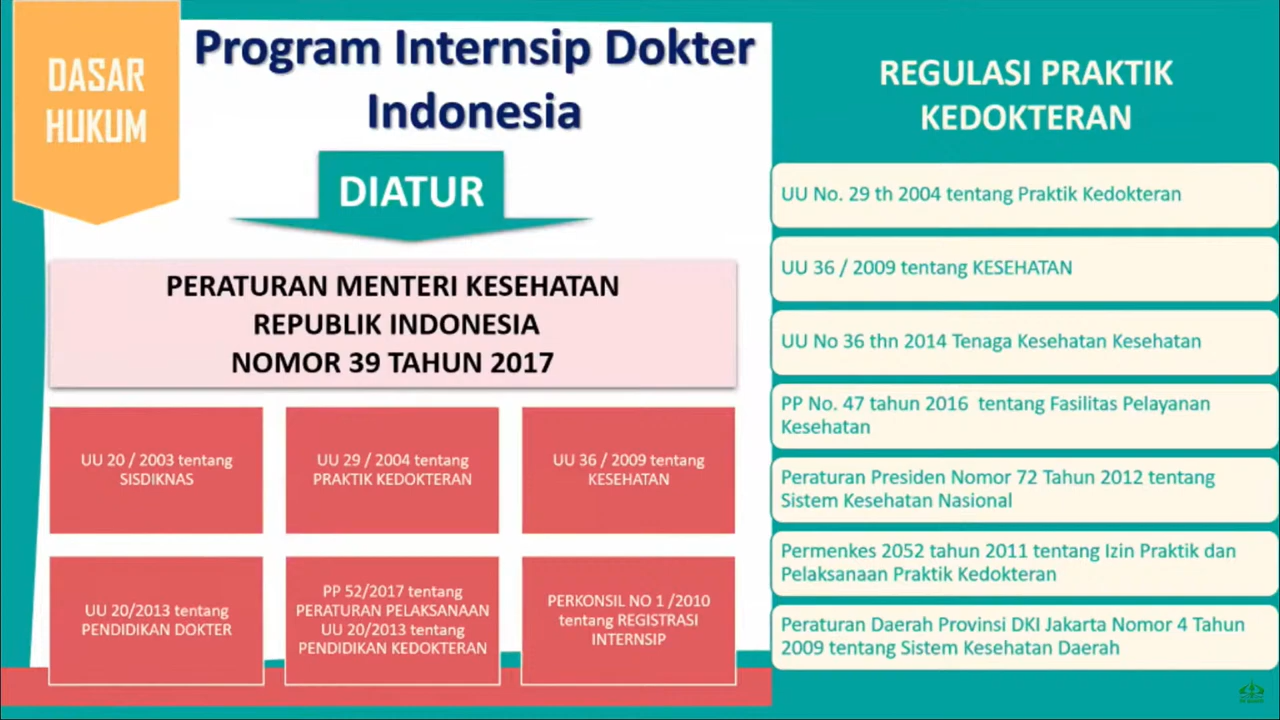 DASAR
HUKUM
Program Internsip Dokter
Indonesia
DIATUR
PERATURAN MENTERI KESEHATAN
REPUBLIK INDONESIA
NOMOR 39 TAHUN 2017
UU 20 / 2003 tentang
SISDIKNAS
UU 29 / 2004 tentang
PRAKTIK KEDOKTERAN
UU 36 / 2009 tentang
KESEHATAN
UU 20/2013 tentang
PENDIDIKAN DOKTER
PP 52/2017 tentang
PERATURAN PELAKSANAAN
UU 20/2013 tentang
PENDIDIKAN KEDOKTERAN
PERKONSIL NO 1 /2010
tentang REGISTRASI
INTERNSIP
REGULASI PRAKTIK
KEDOKTERAN
UU No. 29 th 2004 tentang Praktik Kedokteran
UU 36 / 2009 tentang KESEHATAN
UU No 36 thn 2014 Tenaga Kesehatan Kesehatan
PP No. 47 tahun 2016 tentang Fasilitas Pelayanan
Kesehatan
Peraturan Presiden Nomor 72 Tahun 2012 tentang
Sistem Kesehatan Nasional
Permenkes 2052 tahun 2011 tentang Izin Praktik dan
Pelaksanaan Praktik Kedokteran
Peraturan Daerah Provinsi DKI Jakarta Nomor 4 Tahun
2009 tentang Sistem Kesehatan Daerah